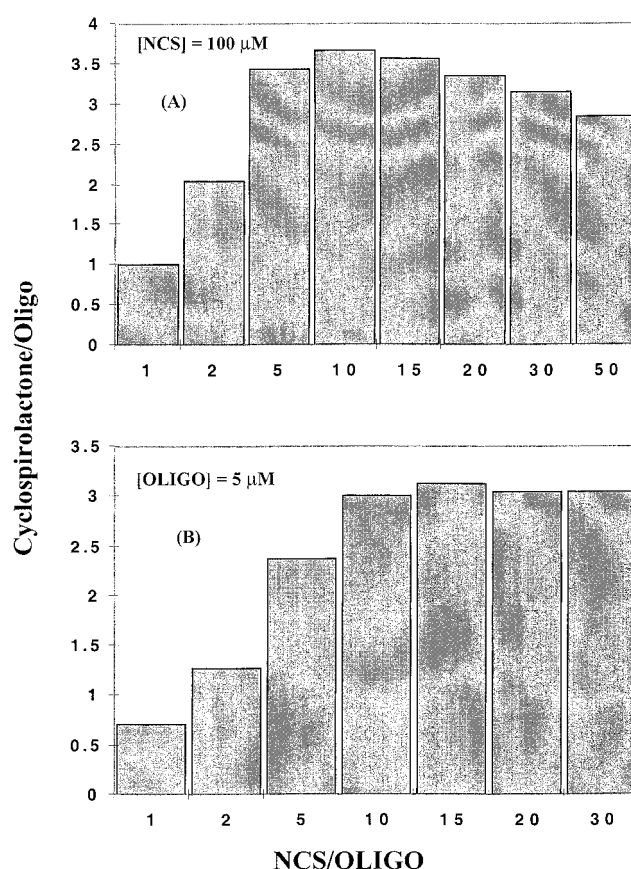 4
[NCS] = 100 µM
3.5
3
(A)
2.5
2
1.5
1
0.5
0
1 2 5 10 15 20 30 50
Cyclospirolactone/Oligo
3.5
[OLIGO] = 5 µM
3
(B)
2.5
2
1.5
1
0.5
0
1 2 5 10 15 20 30
NCS/OLIGO